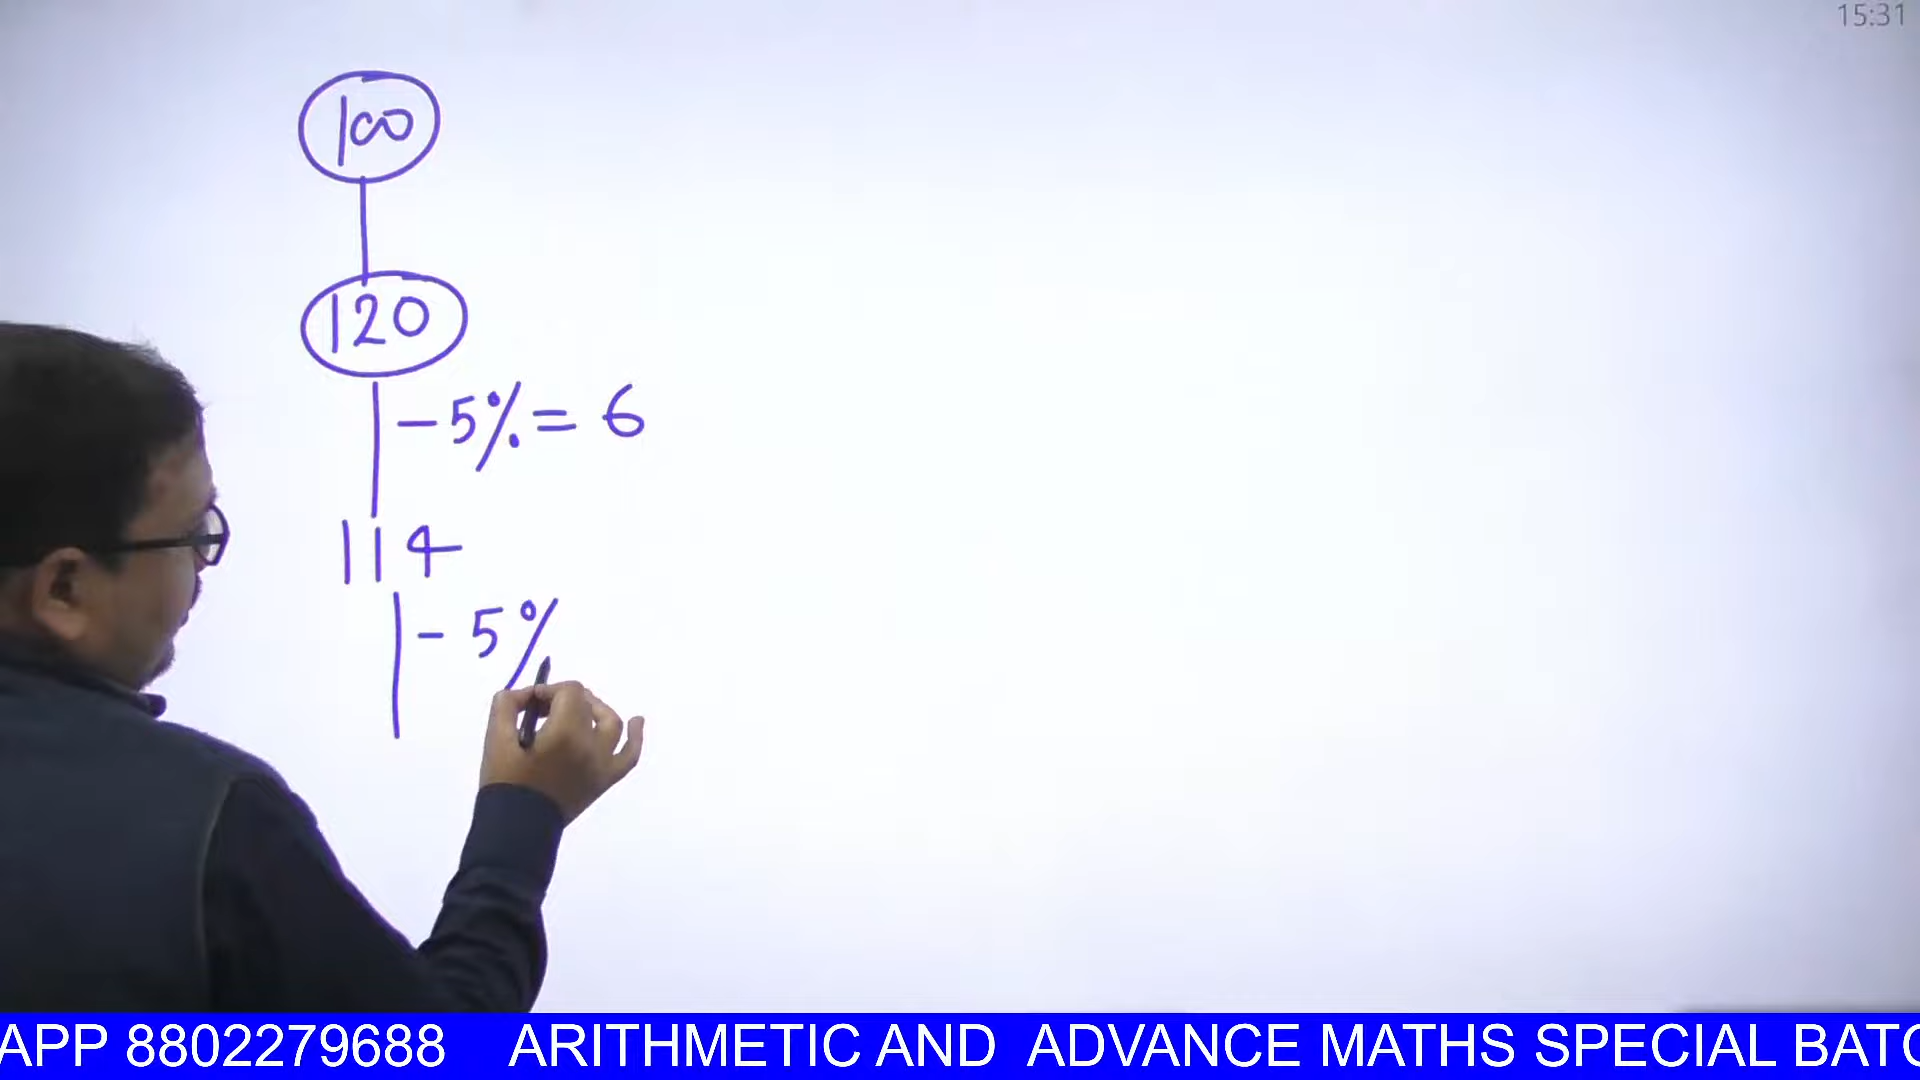 15:31
100
120
-5% = 6
114
- 5%
APP 8802279688 ARITHMETIC AND ADVANCE MATHS SPECIAL BATC